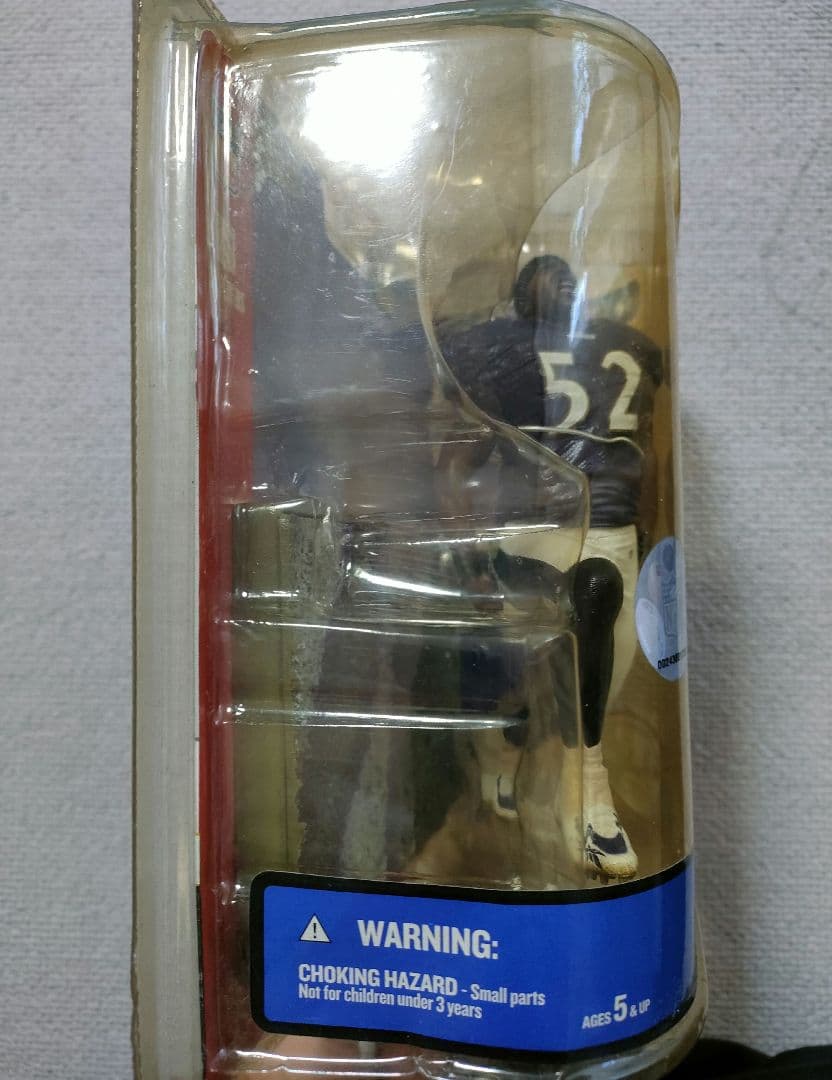 52
WARNING:
CHOKING HAZARD - Small parts
Not for children under 3 years
AGES 5 & UP